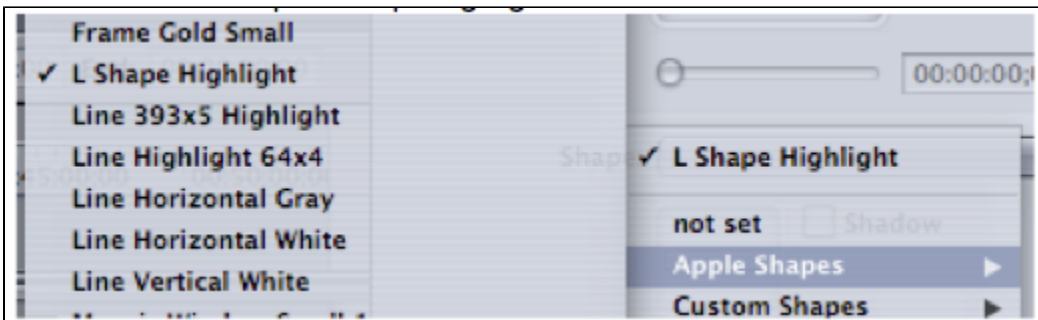 Frame Gold Small
✓ L Shape Highlight
Line 393x5 Highlight
Line Highlight 64x4
Line Horizontal Gray
Line Horizontal White
Line Vertical White
00:00:00;
Shape
✓ L Shape Highlight
not set
Shadow
Apple Shapes
Custom Shapes